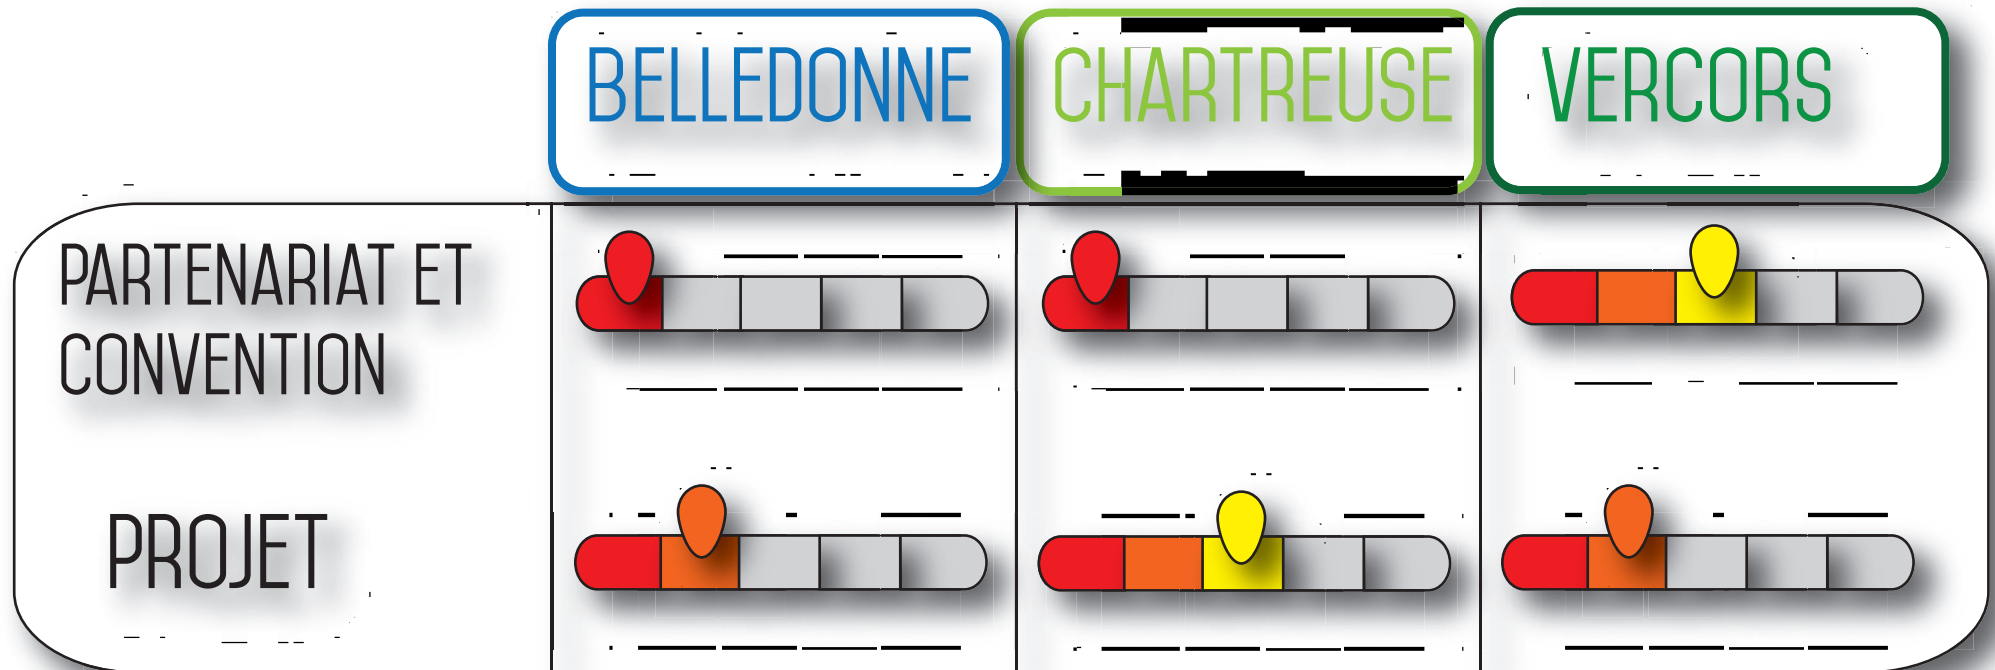 BELLEDONNE
CHARTREUSE
VERCORS
PARTENARIAT ET
CONVENTION
PROJET